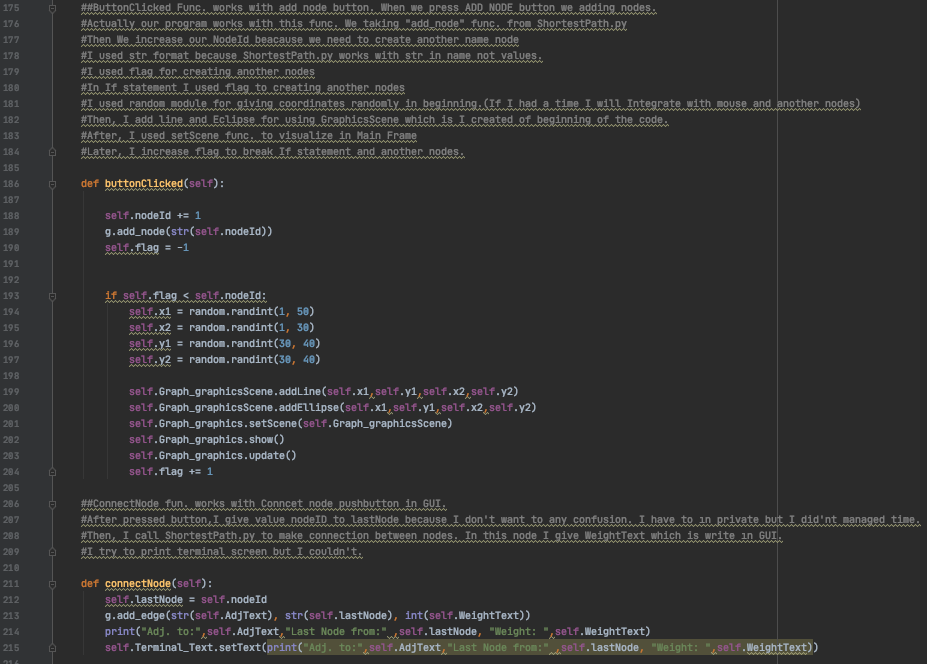 175 ##ButtonClicked Func. works with add node button. When we press ADD NODE button we adding nodes.
176 #Actually our program works with this func. We taking "add_node" func. from ShortestPath.py
177 #Then We increase our NodeId beacause we need to create another name node
178 #I used str format because ShortestPath.py works with str in name not values.
179 #I used flag for creating another nodes
180 #In If statement I used flag to creating another nodes
181 #I used random module for giving coordinates randomly in beginning.(If I had a time I will Integrate with mouse and another nodes)
182 #Then, I add line and Eclipse for using GraphicsScene which is I created of beginning of the code.
183 #After, I used setScene func. to visualize in Main Frame
184 #Later, I increase flag to break If statement and another nodes.
185
186 def buttonClicked(self):
187
188 self.nodeId += 1
189 g.add_node(str(self.nodeId))
190 self.flag = -1
191
192
193 if self.flag < self.nodeId:
194 self.x1 = random.randint(1, 50)
195 self.x2 = random.randint(1, 30)
196 self.y1 = random.randint(30, 40)
197 self.y2 = random.randint(30, 40)
198
199 self.Graph_graphicsScene.addLine(self.x1,self.y1,self.x2,self.y2)
200 self.Graph_graphicsScene.addEllipse(self.x1,self.y1,self.x2,self.y2)
201 self.Graph_graphics.setScene(self.Graph_graphicsScene)
202 self.Graph_graphics.show()
203 self.Graph_graphics.update()
204 self.flag += 1
205
206 ##ConnectNode fun. works with Conncet node pushbutton in GUI.
207 #After pressed button,I give value nodeID to lastNode because I don't want to any confusion. I have to ın private but I did'nt managed time.
208 #Then, I call ShortestPath.py to make connection between nodes. In this node I give WeightText which is write ın GUI.
209 #I try to print terminal screen but I couldn't.
210
211 def connectNode(self):
212 self.lastNode = self.nodeId
213 g.add_edge(str(self.AdjText), str(self.lastNode), int(self.WeightText))
214 print("Adj. to:",self.AdjText,"Last Node from:" ,self.lastNode, "Weight: ",self.WeightText)
215 self.Terminal_Text.setText(print("Adj. to:",self.AdjText,"Last Node from:" ,self.lastNode, "Weight: ",self.WeightText))
216